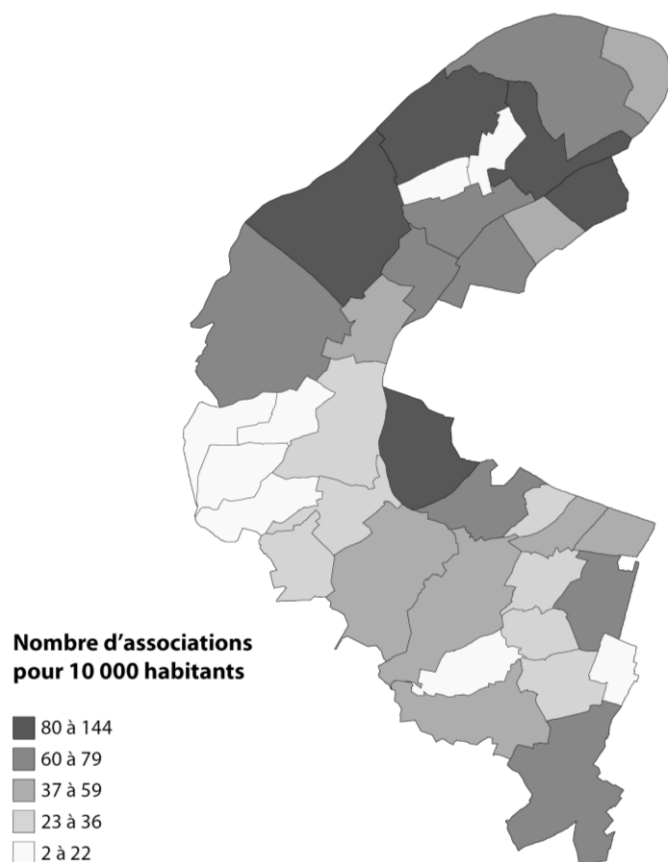 Nombre d'associations
pour 10 000 habitants
80 à 144
60 à 79
37 à 59
23 à 36
2 à 22